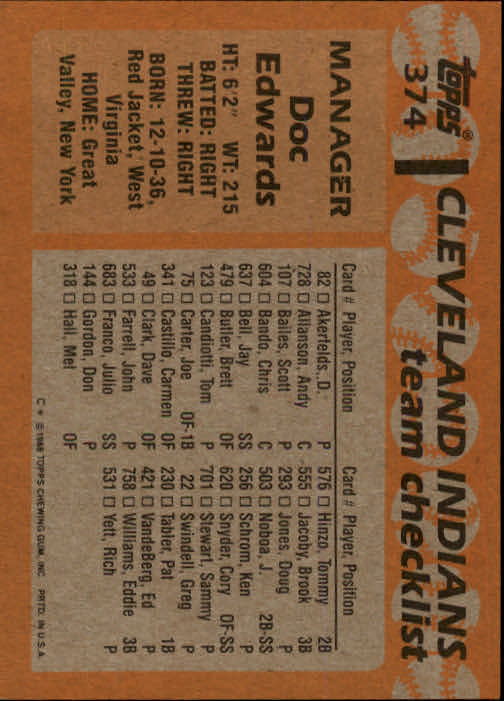 topps®
374
CLEVELAND INDIANS
team checklist
MANAGER
Doc
Edwards
HT: 6'2" WT: 215
BATTED: RIGHT
THREW: RIGHT
BORN: 12-10-36,
Red Jacket, West
Virginia
HOME: Great
Valley, New York
Card # Player, Position
82 □ Akerfelds, D. P
728 □ Allanson, Andy C
107 □ Bailes, Scott P
604 □ Bando, Chris C
637 □ Bell, Jay SS
479 □ Butler, Brett OF
123 □ Candiotti, Tom P
75 □ Carter, Joe OF-1B
341 □ Castillo, Carmen OF
49 □ Clark, Dave OF
533 □ Farrell, John P
683 □ Franco, Julio SS
144 □ Gordon, Don P
318 □ Hall, Mel OF
Card # Player, Position
576 □ Hinzo, Tommy 2B
555 □ Jacoby, Brook 3B
293 □ Jones, Doug P
503 □ Noboa, J. 2B-SS
256 □ Schrom, Ken P
620 □ Snyder, Cory OF-SS
701 □ Stewart, Sammy P
22 □ Swindell, Greg P
230 □ Tabler, Pat 1B
421 □ VandeBerg, Ed P
758 □ Williams, Eddie 3B
531 □ Yett, Rich P
C * © 1988 TOPPS CHEWING GUM, INC. PRTD. IN U.S.A.